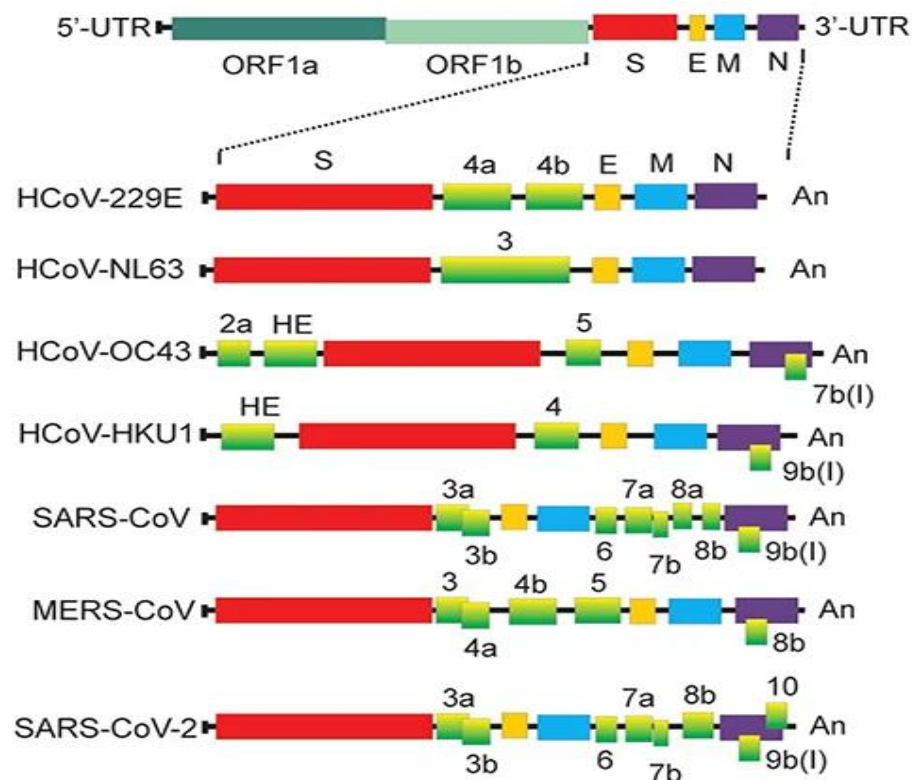 5'-UTR 3'-UTR
ORF1a ORF1b S E M N
S 4a 4b E M N
HCoV-229E An
3
HCoV-NL63 An
2a HE 5
HCoV-OC43 An
7b(I)
HE 4
HCoV-HKU1 An
9b(I)
3a 7a 8a
SARS-CoV An
3b 6 7b 8b 9b(I)
3 4b 5
MERS-CoV An
4a 8b
3a 7a 8b 10
SARS-CoV-2 An
3b 6 7b 9b(I)